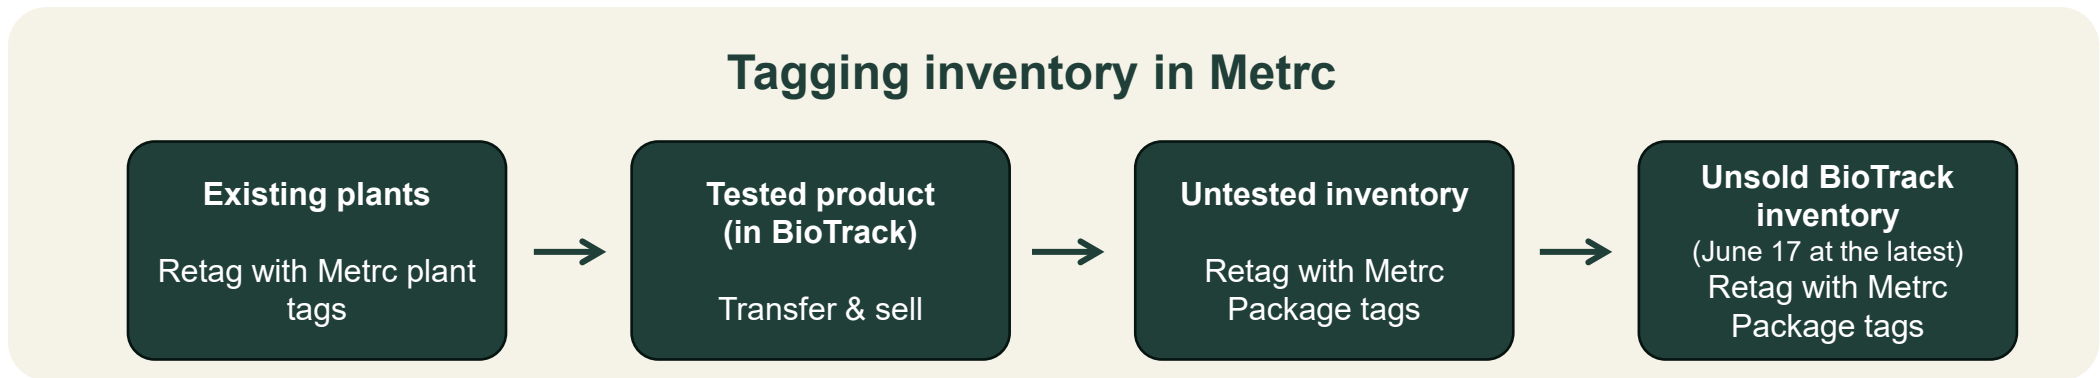 Tagging inventory in Metrc
Existing plants
Retag with Metrc plant
tags
Tested product
(in BioTrack)
Transfer & sell
Untested inventory
Retag with Metrc
Package tags
Unsold BioTrack
inventory
(June 17 at the latest)
Retag with Metrc
Package tags